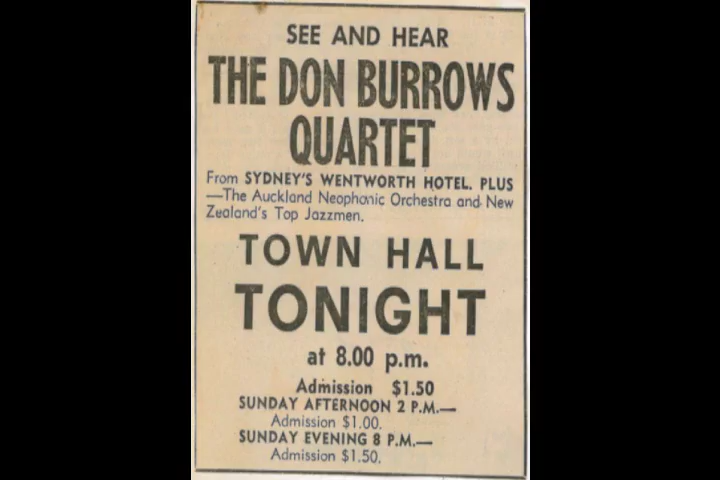 SEE AND HEAR
THE DON BURROWS
QUARTET
From SYDNEY'S WENTWORTH HOTEL. PLUS
—The Auckland Neophonic Orchestra and New
Zealand's Top Jazzmen.
TOWN HALL
TONIGHT
at 8.00 p.m.
Admission $1.50
SUNDAY AFTERNOON 2 P.M.—
Admission $1.00.
SUNDAY EVENING 8 P.M.—
Admission $1.50.